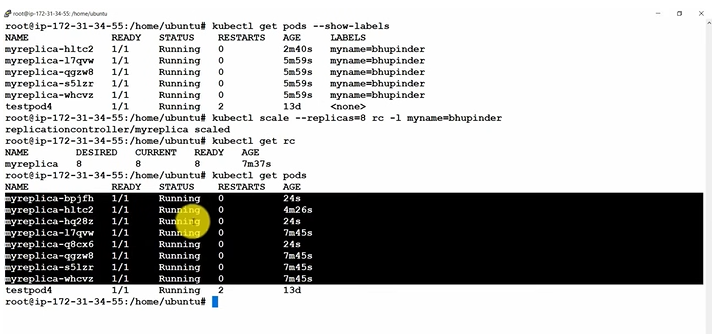 root@ip-172-31-34-55: /home/ubuntu
root@ip-172-31-34-55:/home/ubuntu# kubectl get pods --show-labels
NAME READY STATUS RESTARTS AGE LABELS
myreplica-hltc2 1/1 Running 0 2m40s myname=bhupinder
myreplica-l7qvw 1/1 Running 0 5m59s myname=bhupinder
myreplica-qgzw8 1/1 Running 0 5m59s myname=bhupinder
myreplica-s5lzr 1/1 Running 0 5m59s myname=bhupinder
myreplica-whcvz 1/1 Running 0 5m59s myname=bhupinder
testpod4 1/1 Running 2 13d <none>
root@ip-172-31-34-55:/home/ubuntu# kubectl scale --replicas=8 rc -l myname=bhupinder
replicationcontroller/myreplica scaled
root@ip-172-31-34-55:/home/ubuntu# kubectl get rc
NAME DESIRED CURRENT READY AGE
myreplica 8 8 8 7m37s
root@ip-172-31-34-55:/home/ubuntu# kubectl get pods
NAME READY STATUS RESTARTS AGE
myreplica-bpjfh 1/1 Running 0 24s
myreplica-hltc2 1/1 Running 0 4m26s
myreplica-hq28z 1/1 Running 0 24s
myreplica-l7qvw 1/1 Running 0 7m45s
myreplica-q8cx6 1/1 Running 0 24s
myreplica-qgzw8 1/1 Running 0 7m45s
myreplica-s5lzr 1/1 Running 0 7m45s
myreplica-whcvz 1/1 Running 0 7m45s
testpod4 1/1 Running 2 13d
root@ip-172-31-34-55:/home/ubuntu#